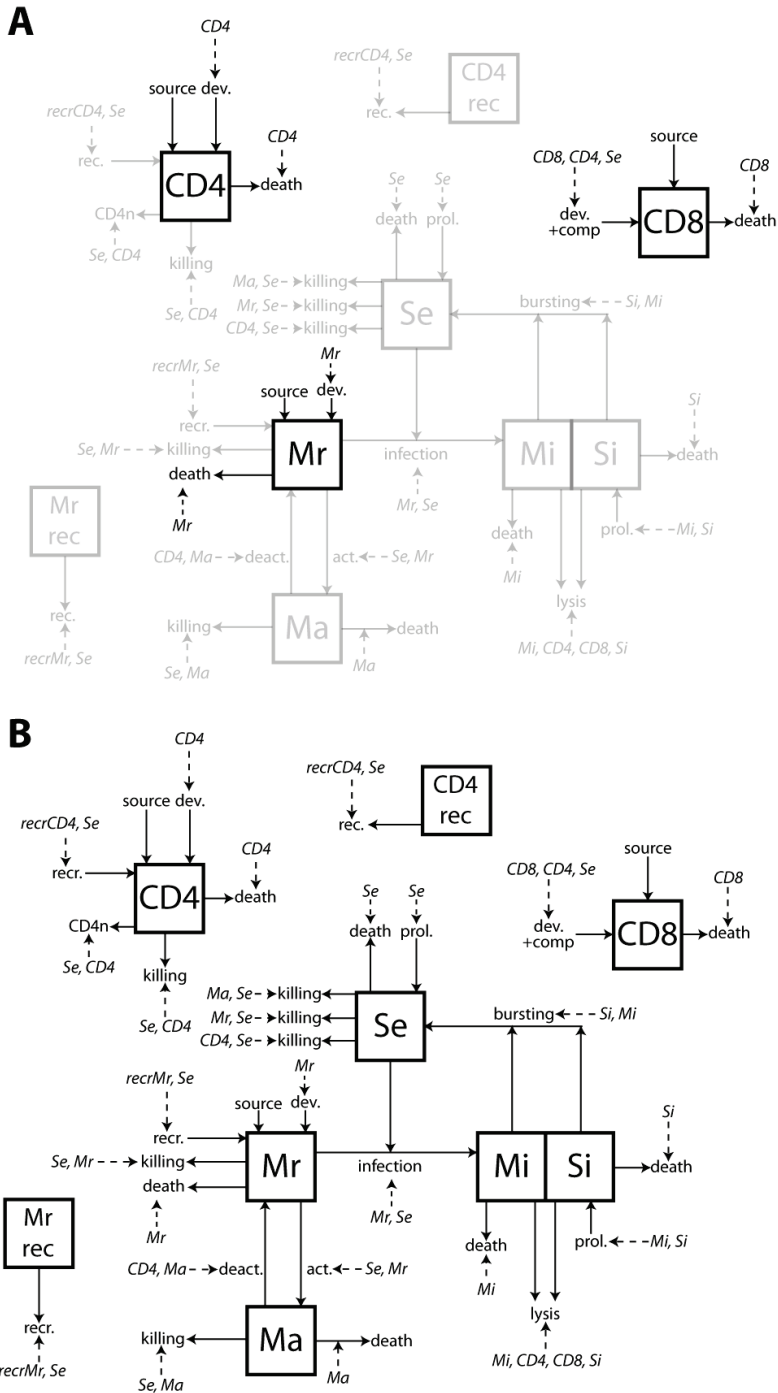 A
CD4
source dev.
recrCD4, Se
rec.
CD4
CD4
death
CD4n
Se, CD4
killing
Se, CD4
recrCD4, Se
rec.
CD4
rec
source
CD8, CD4, Se
dev.
+comp
CD8
CD8
death
Se
Se
death
prol.
Ma, Se
killing
Mr, Se
killing
CD4, Se
killing
Se
bursting
Si, Mi
recrMr, Se
recr.
Mr
source
dev.
Se, Mr
killing
death
Mr
Mr
infection
Mr, Se
Mi
Si
Si
death
death
Mi
prol.
Mi, Si
lysis
Mi, CD4, CD8, Si
Mr
rec
rec.
recrMr, Se
CD4, Ma
deact.
act.
Se, Mr
killing
Se, Ma
Ma
death
Ma
B
CD4
source dev.
recrCD4, Se
recr.
CD4
CD4
death
CD4n
Se, CD4
killing
Se, CD4
recrCD4, Se
rec.
CD4
rec
source
CD8, CD4, Se
dev.
+comp
CD8
CD8
death
Se
Se
death
prol.
Ma, Se
killing
Mr, Se
killing
CD4, Se
killing
Se
bursting
Si, Mi
recrMr, Se
recr.
Mr
source
dev.
Se, Mr
killing
death
Mr
Mr
infection
Mr, Se
Mi
Si
Si
death
death
Mi
prol.
Mi, Si
lysis
Mi, CD4, CD8, Si
Mr
rec
recr.
recrMr, Se
CD4, Ma
deact.
act.
Se, Mr
killing
Se, Ma
Ma
death
Ma